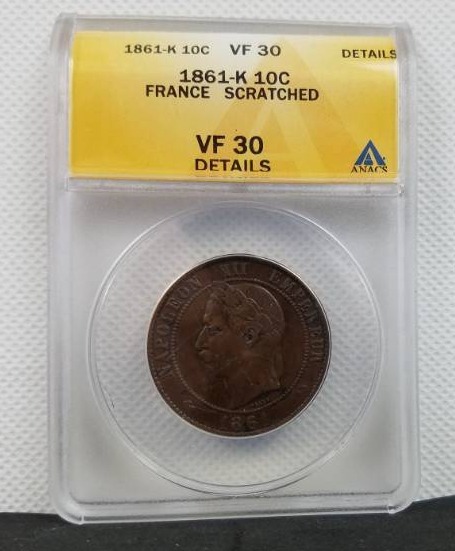 1861-K 10C VF 30 DETAILS
1861-K 10C
FRANCE SCRATCHED
VF 30
DETAILS
ANACS
NAPOLEON III EMPEREUR